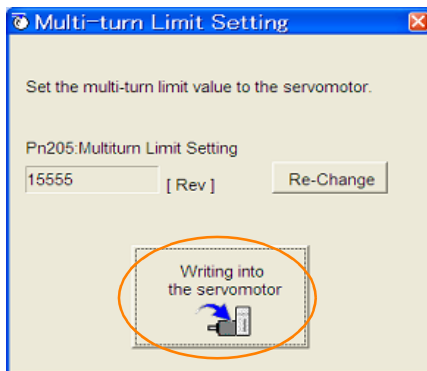 Multi-turn Limit Setting
Set the multi-turn limit value to the servomotor.
Pn205:Multiturn Limit Setting
15555 [ Rev ] Re-Change
Writing into
the servomotor